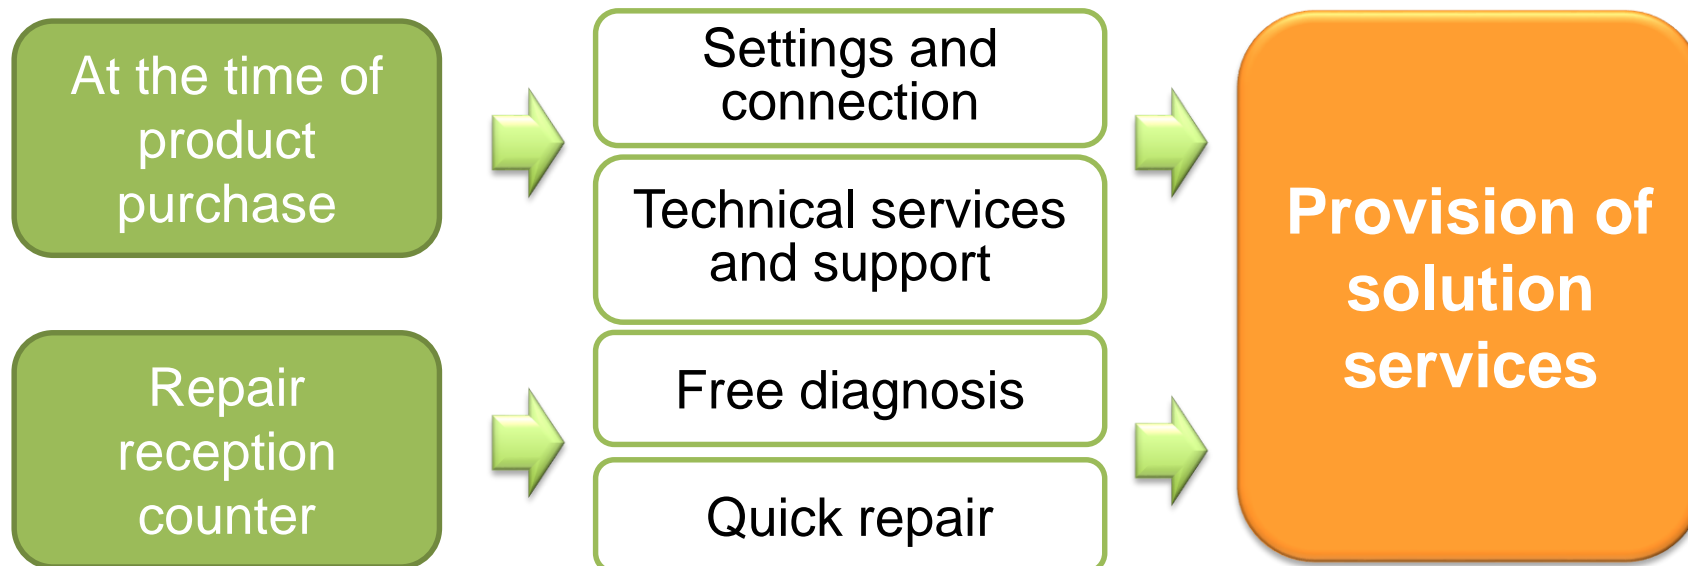 At the time of
product
purchase
Settings and
connection
Technical services
and support
Repair
reception
counter
Free diagnosis
Quick repair
Provision of
solution
services